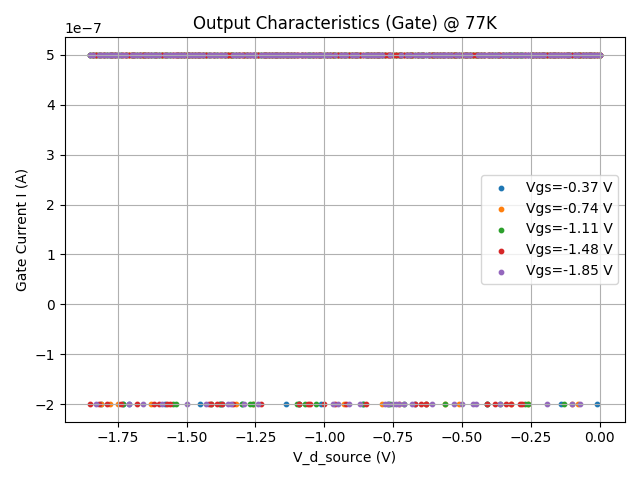 Output Characteristics (Gate) @ 77K
1e−7
5
4
3
2
1
0
−1
−2
Gate Current I (A)
Vgs=-0.37 V
Vgs=-0.74 V
Vgs=-1.11 V
Vgs=-1.48 V
Vgs=-1.85 V
−1.75 −1.50 −1.25 −1.00 −0.75 −0.50 −0.25 0.00
V_d_source (V)